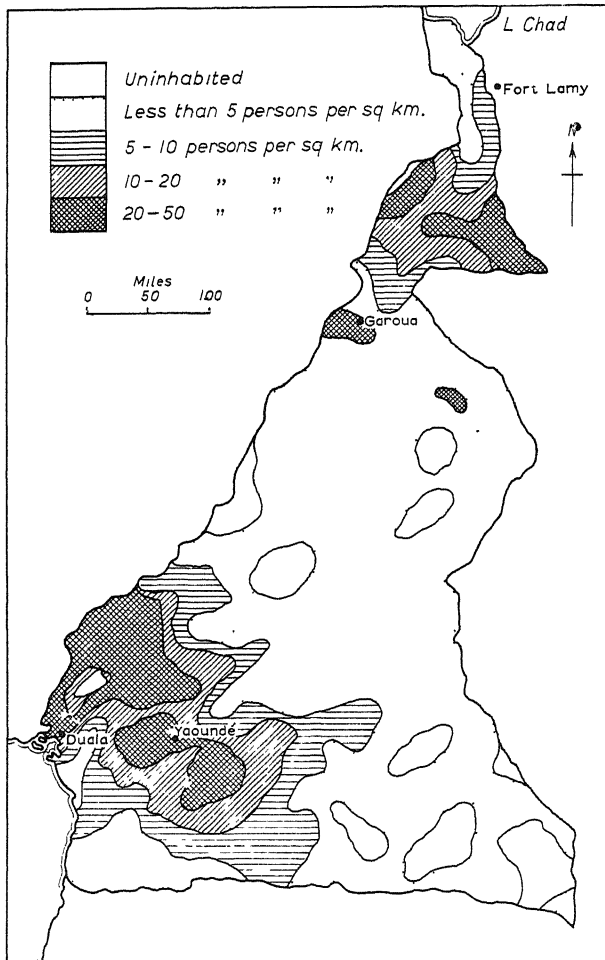 L Chad
Fort Lamy
Uninhabited
Less than 5 persons per sq km.
5 - 10 persons per sq km.
10 - 20 " " "
20 - 50 " " "
N
Miles
0 50 100
Garoua
Duala
Yaoundé